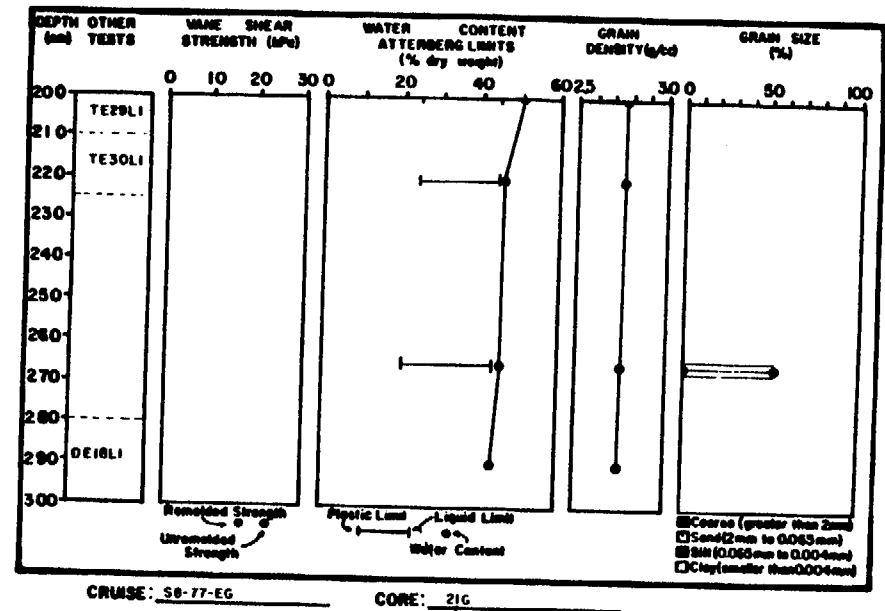 DEPTH OTHER VANE SHEAR WATER CONTENT GRAIN GRAIN SIZE
(cm) TESTS STRENGTH (kPa) ATTERBERG LIMITS DENSITY(g/cc) (%)
(% dry weight)
0 10 20 30 0 20 40 60 2.5 3.0 0 50 100
200
TE29L1
210
TE30L1
220
230
240
250
260
270
280
DE18L1
290
300
Remolded Strength
Unremolded
Strength
Plastic Limit Liquid Limit
Water Content
Coarse (greater than 2mm)
Sand (2mm to 0.063mm)
Silt (0.063mm to 0.004mm)
Clay (smaller than 0.004mm)
CRUISE: S8-77-EG CORE: 21G